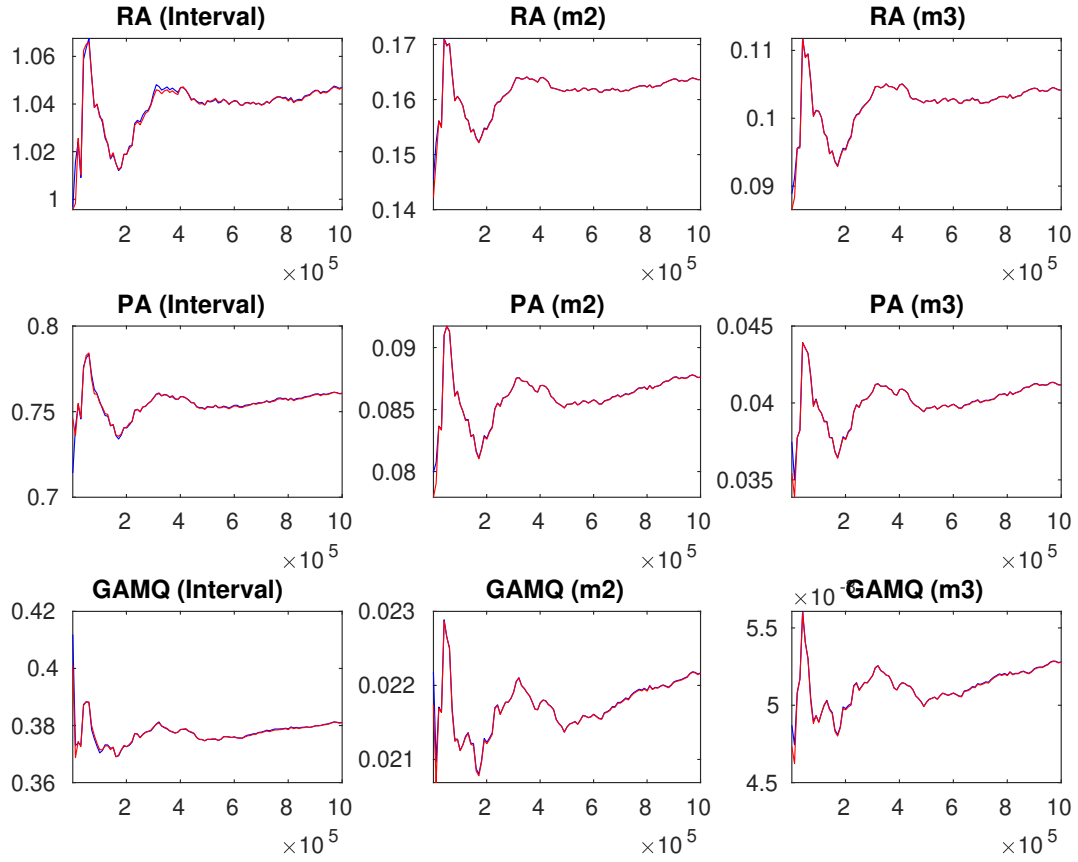 RA (Interval)
1.06
1.04
1.02
1
2 4 6 8 10
×10 5
RA (m2)
0.17
0.16
0.15
0.14
2 4 6 8 10
×10 5
RA (m3)
0.11
0.1
0.09
2 4 6 8 10
×10 5
PA (Interval)
0.8
0.75
0.7
2 4 6 8 10
×10 5
PA (m2)
0.09
0.085
0.08
2 4 6 8 10
×10 5
PA (m3)
0.045
0.04
0.035
2 4 6 8 10
×10 5
GAMQ (Interval)
0.42
0.4
0.38
0.36
2 4 6 8 10
×10 5
GAMQ (m2)
0.023
0.022
0.021
2 4 6 8 10
×10 5
GAMQ (m3)
×10 -3
5.5
5
4.5
2 4 6 8 10
×10 5